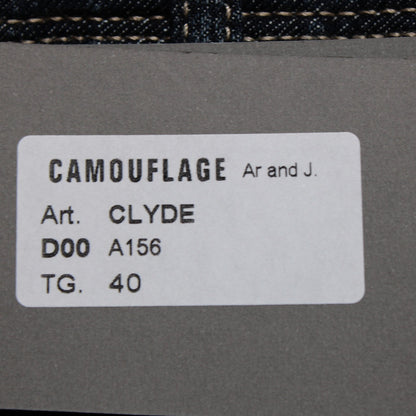 CAMOUFLAGE Ar and J.
Art. CLYDE
D00 A156
TG. 40